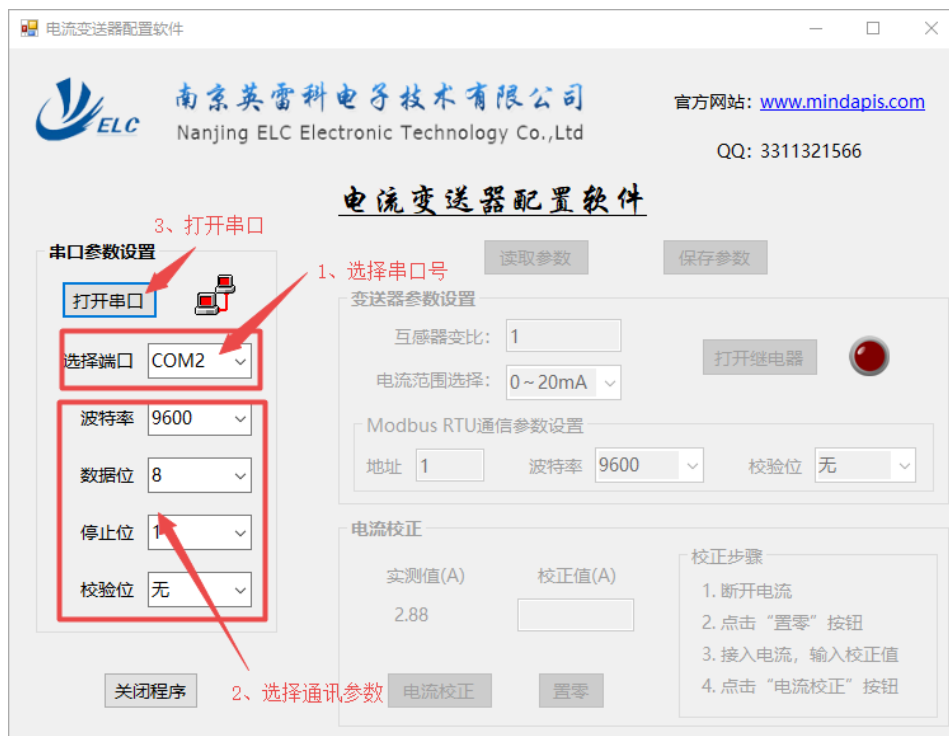 电流变送器配置软件
ELC
南京英雷科电子技术有限公司
Nanjing ELC Electronic Technology Co.,Ltd
官方网站：www.mindapis.com
QQ：3311321566
电流变送器配置软件
3、打开串口
串口参数设置
打开串口
1、选择串口号
选择端口 COM2
波特率 9600
数据位 8
停止位 1
校验位 无
2、选择通讯参数
关闭程序
读取参数 保存参数
变送器参数设置
互感器变比： 1
电流范围选择： 0~20mA
打开继电器
Modbus RTU通信参数设置
地址 1 波特率 9600 校验位 无
电流校正
实测值(A) 校正值(A)
2.88
电流校正 置零
校正步骤
1. 断开电流
2. 点击“置零”按钮
3. 接入电流，输入校正值
4. 点击“电流校正”按钮